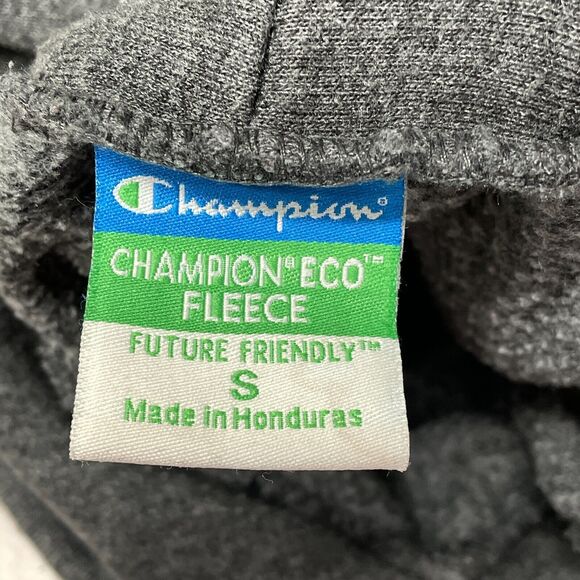 Champion®
CHAMPION® ECO™
FLEECE
FUTURE FRIENDLY™
S
Made in Honduras